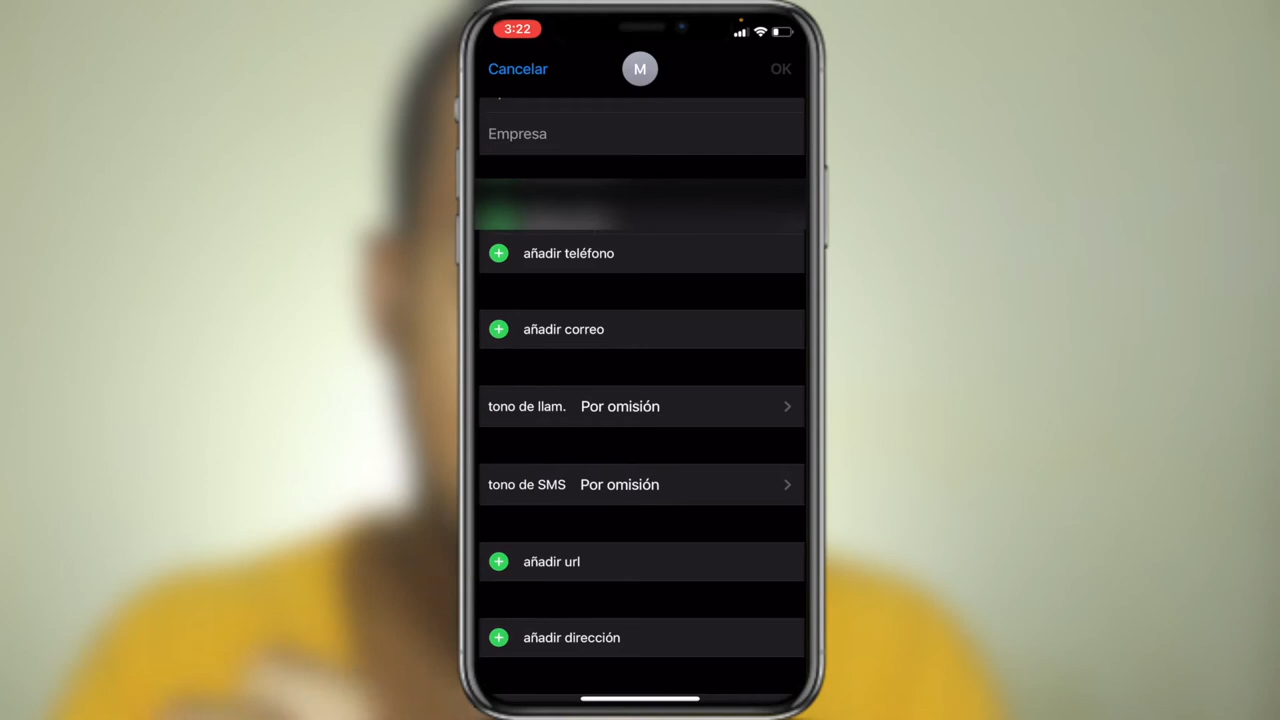 3:22
Cancelar
M
OK
Empresa
añadir teléfono
añadir correo
tono de llam. Por omisión
tono de SMS Por omisión
añadir url
añadir dirección